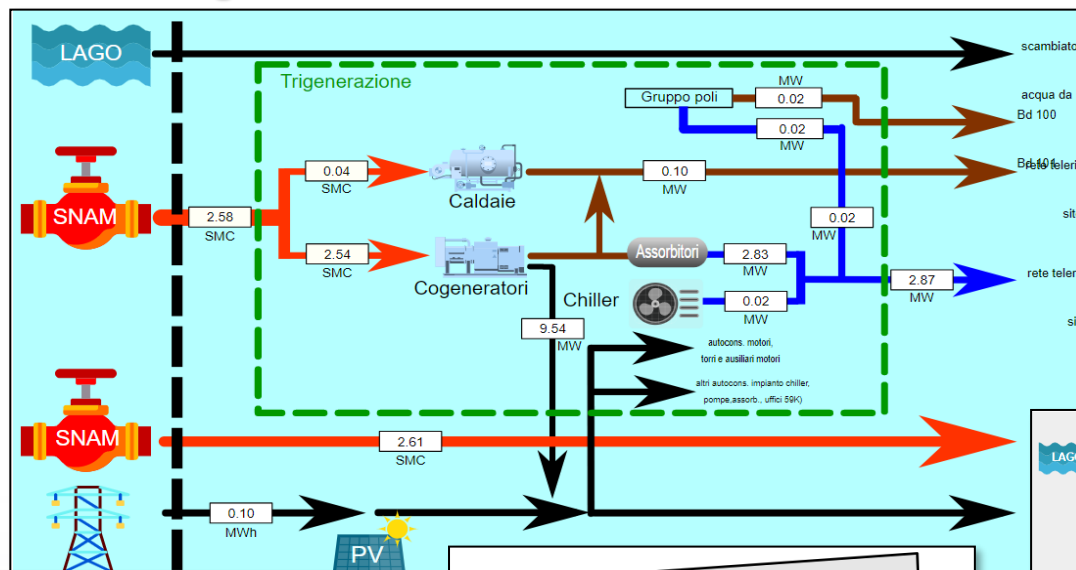 LAGO
scambiato
Trigenerazione
MW
Gruppo poli
0.02
acqua da
Bd 100
0.02
MW
0.04
SMC
Caldaie
0.10
MW
Bd 101
SNAM
2.58
SMC
0.02
MW
sit
2.54
SMC
Cogeneratori
Assorbitori
2.83
MW
Chiller
0.02
MW
2.87
MW
rete teler
si
9.54
MW
autocons. motori,
torri e ausiliari motori
altri autocons. impianto chiller,
pompe,assorb., uffici 59K)
SNAM
2.61
SMC
LAGO
0.10
MWh
PV